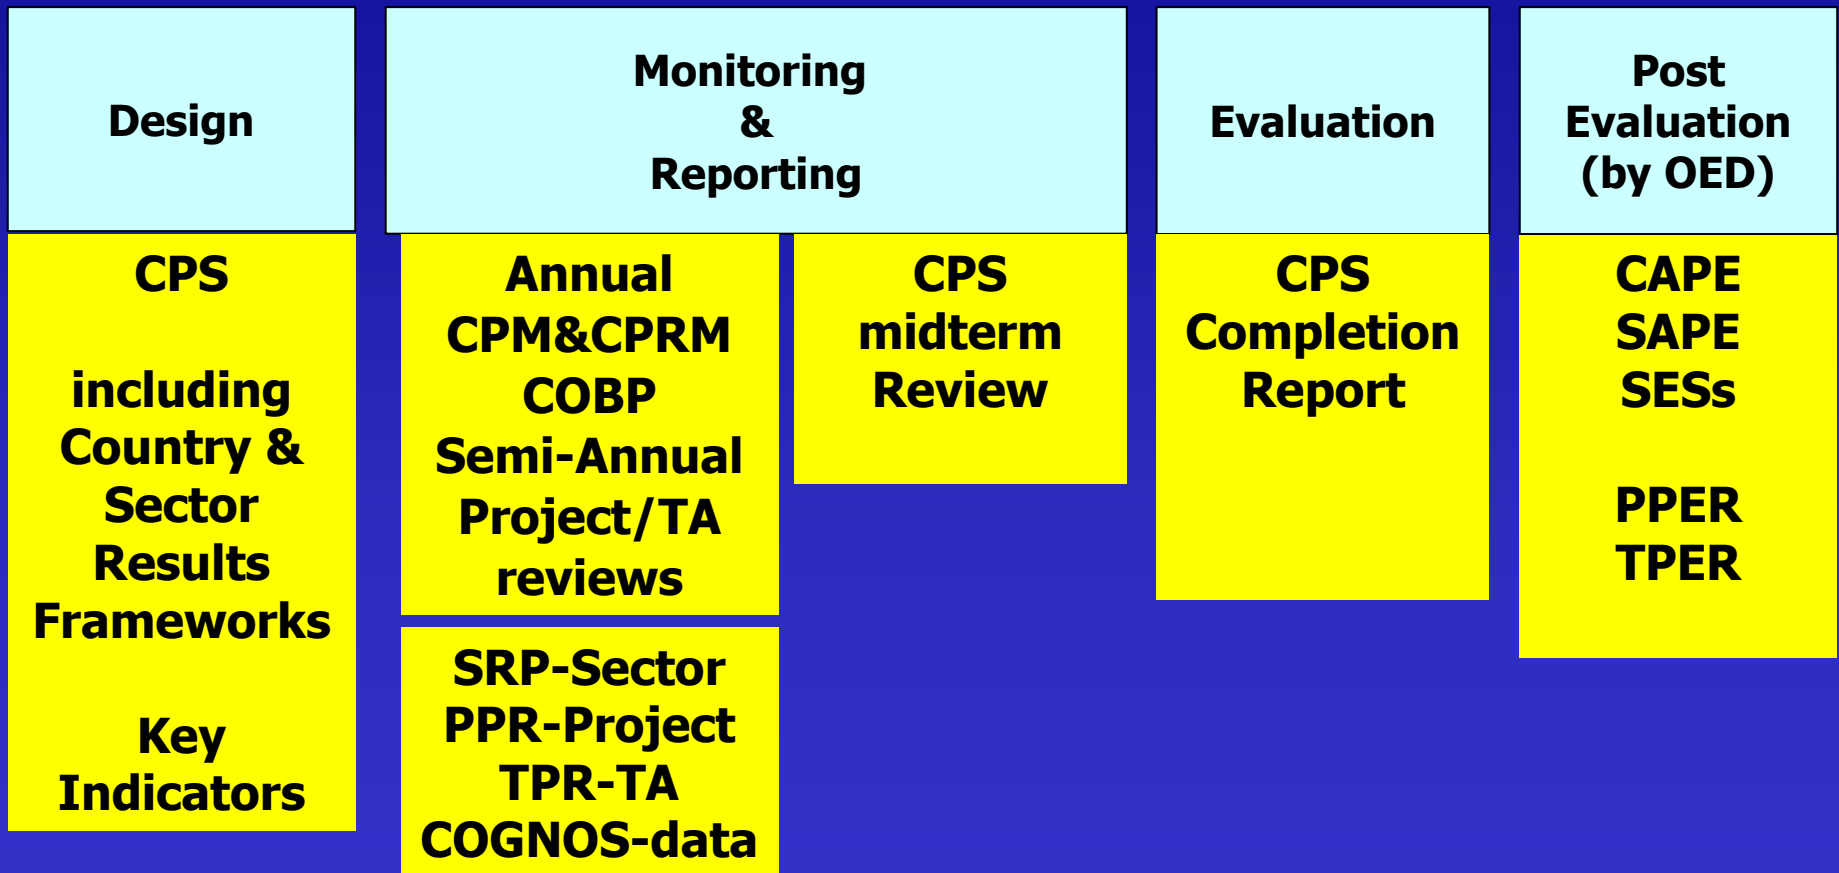 Design
Monitoring
&
Reporting
Evaluation
Post
Evaluation
(by OED)
CPS
including
Country &
Sector
Results
Frameworks
Key
Indicators
Annual
CPM&CPRM
COBP
Semi-Annual
Project/TA
reviews
SRP-Sector
PPR-Project
TPR-TA
COGNOS-data
CPS
midterm
Review
CPS
Completion
Report
CAPE
SAPE
SESs
PPER
TPER